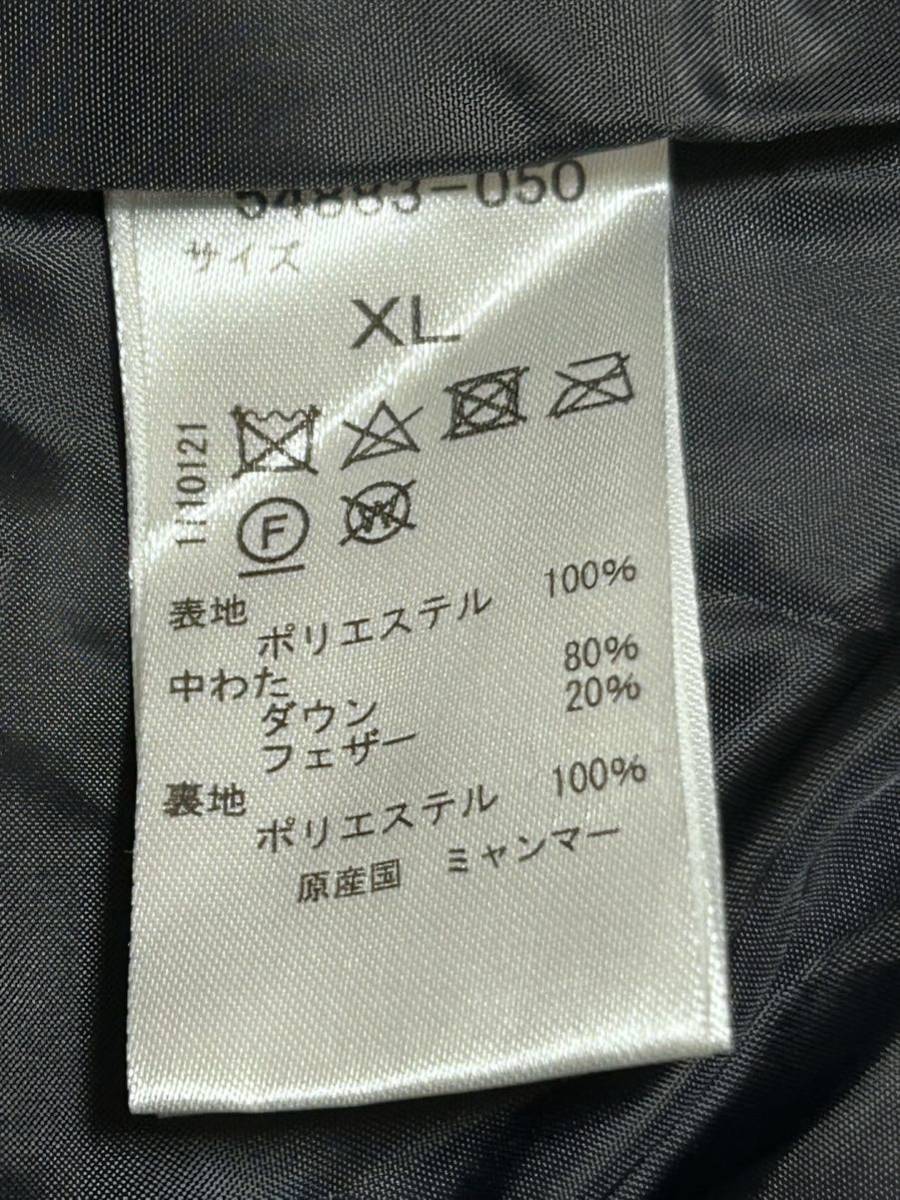 54883-050
サイズ
XL
1710121
F
W
表地
ポリエステル 100%
中わた
ダウン 80%
フェザー 20%
裏地
ポリエステル 100%
原産国 ミャンマー